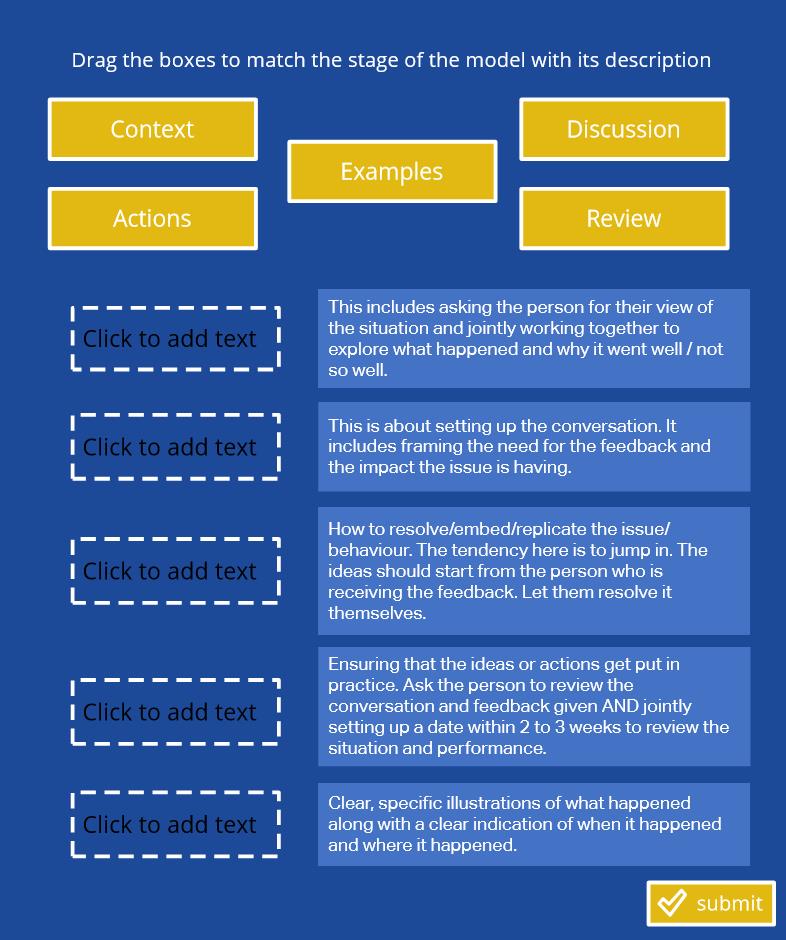 Drag the boxes to match the stage of the model with its description
Context
Discussion
Examples
Actions
Review
Click to add text
This includes asking the person for their view of
the situation and jointly working together to
explore what happened and why it went well / not
so well.
Click to add text
This is about setting up the conversation. It
includes framing the need for the feedback and
the impact the issue is having.
Click to add text
How to resolve/embed/replicate the issue/
behaviour. The tendency here is to jump in. The
ideas should start from the person who is
receiving the feedback. Let them resolve it
themselves.
Click to add text
Ensuring that the ideas or actions get put in
practice. Ask the person to review the
conversation and feedback given AND jointly
setting up a date within 2 to 3 weeks to review the
situation and performance.
Click to add text
Clear, specific illustrations of what happened
along with a clear indication of when it happened
and where it happened.
submit